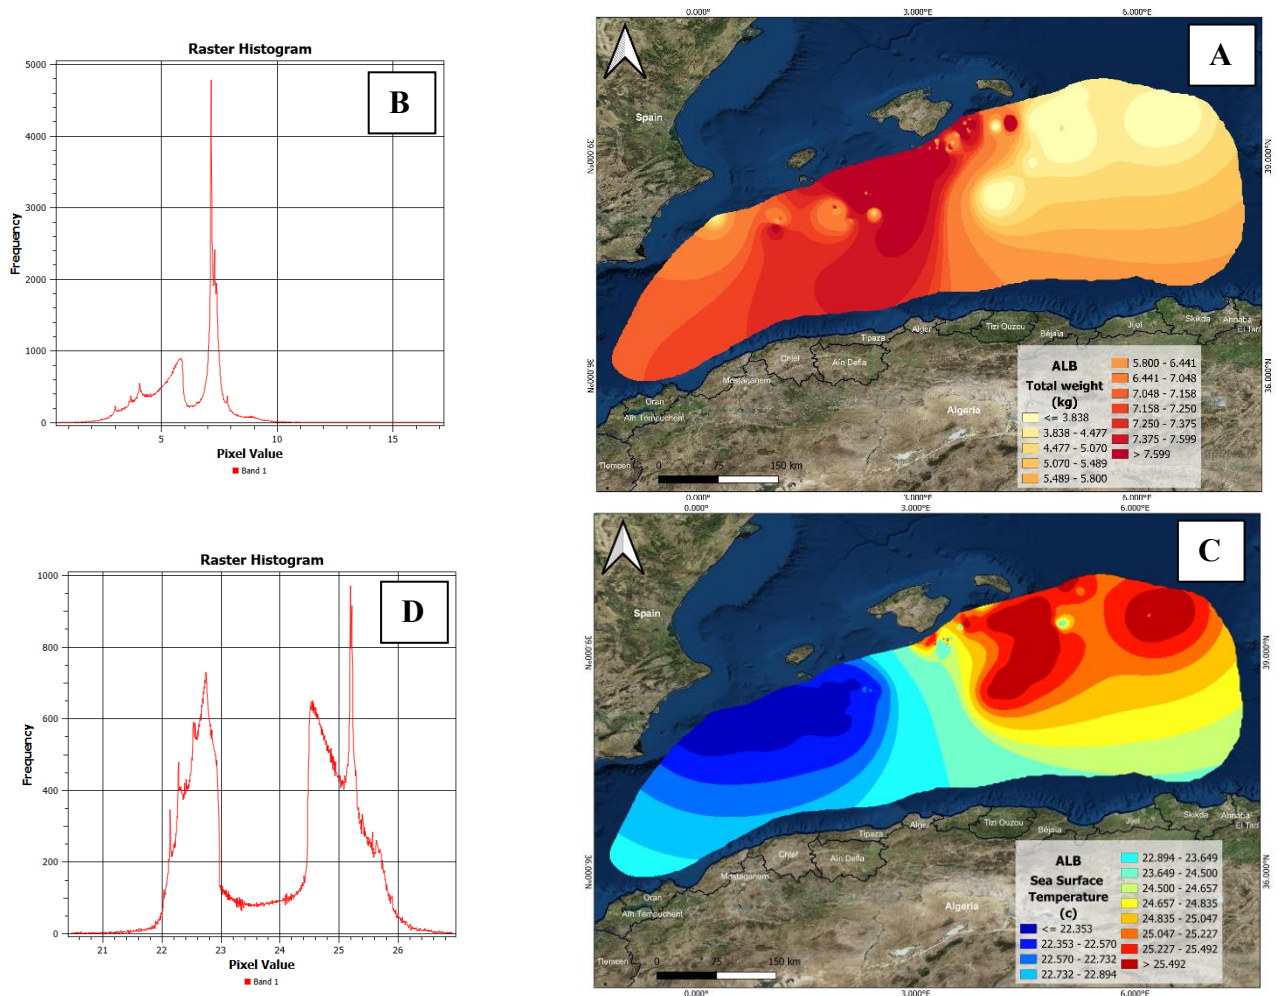 Raster Histogram
B
5000
4000
3000
2000
1000
0
Frequency
5
10
15
Pixel Value
Band 1
0.000°
3.000°E
6.000°E
A
Spain
39.000°N
39.000°N
36.000°N
36.000°N
Skikda
Annaba
El Tarf
Jijel
Bejaïa
Tizi Ouzou
Alger
Tipaza
Chlef
Aïn Defla
Mostaganem
Oran
Aïn Temouchent
Tlemcen
Algeria
0
75
150 km
ALB
Total weight
(kg)
<= 3.838
3.838 - 4.477
4.477 - 5.070
5.070 - 5.489
5.489 - 5.800
5.800 - 6.441
6.441 - 7.048
7.048 - 7.158
7.158 - 7.250
7.250 - 7.375
7.375 - 7.599
> 7.599
0.000°
3.000°E
6.000°E
Raster Histogram
D
1000
800
600
400
200
0
Frequency
21
22
23
24
25
26
Pixel Value
Band 1
0.000°
3.000°E
6.000°E
C
Spain
39.000°N
39.000°N
36.000°N
36.000°N
Skikda
Annaba
El Tarf
Jijel
Béjaïa
Tizi Ouzou
Alger
Tipaza
Chlef
Aïn Defla
Mostaganem
Oran
Aïn Temouchent
Tlemcen
Algeria
0
75
150 km
ALB
Sea Surface
Temperature
(c)
<= 22.353
22.353 - 22.570
22.570 - 22.732
22.732 - 22.894
22.894 - 23.649
23.649 - 24.500
24.500 - 24.657
24.657 - 24.835
24.835 - 25.047
25.047 - 25.227
25.227 - 25.492
> 25.492
0.000°
3.000°E
6.000°E